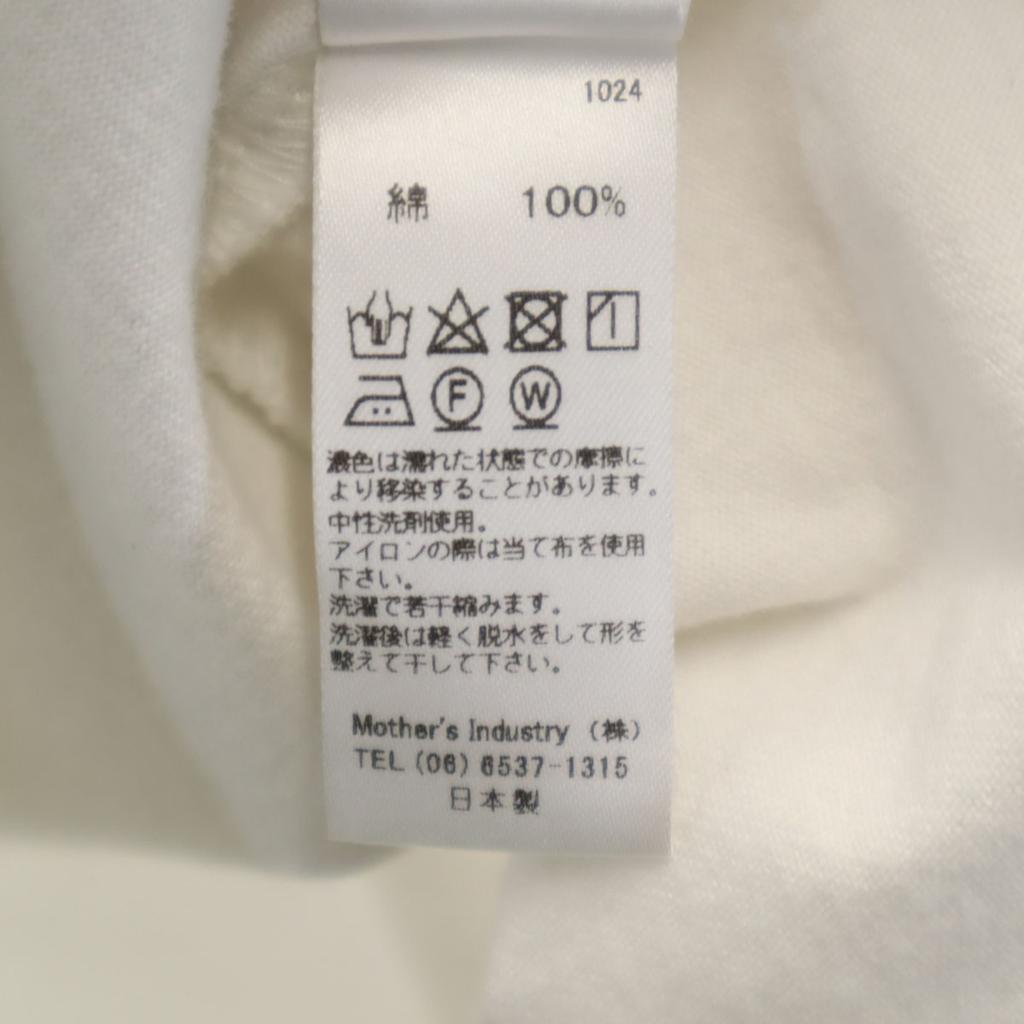 1024
綿 100%
F W
濃色は濡れた状態での摩擦に
より移染することがあります。
中性洗剤使用。
アイロンの際は当て布を使用
下さい。
洗濯で若干縮みます。
洗濯後は軽く脱水をして形を
整えて干して下さい。
Mother's Industry （株）
TEL (06) 6537-1315
日本製